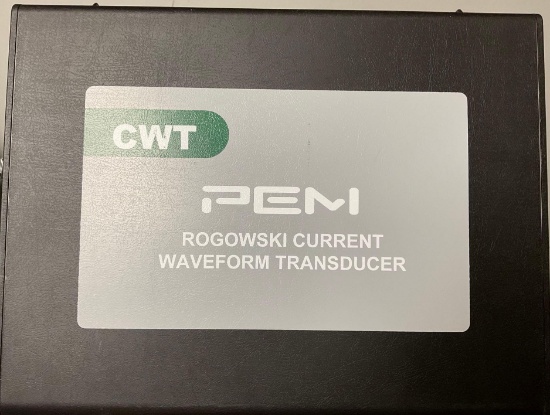 CWT
PEM
ROGOWSKI CURRENT
WAVEFORM TRANSDUCER